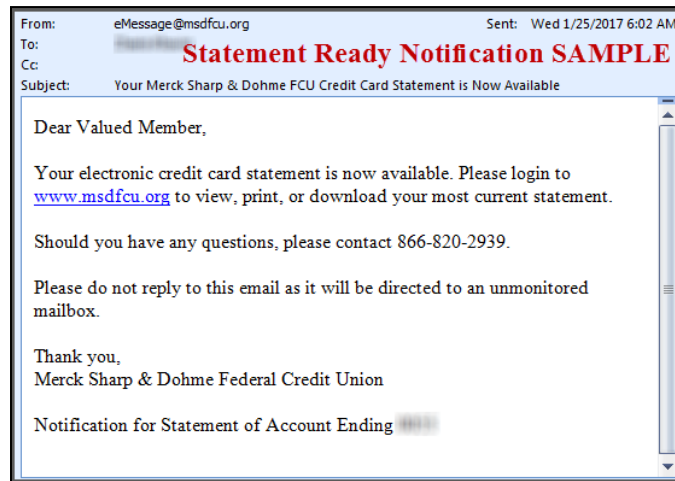 From: eMessage@msdfcu.org Sent: Wed 1/25/2017 6:02 AM
To:
Statement Ready Notification SAMPLE
Cc:
Subject: Your Merck Sharp & Dohme FCU Credit Card Statement is Now Available
Dear Valued Member,
Your electronic credit card statement is now available. Please login to
www.msdfcu.org to view, print, or download your most current statement.
Should you have any questions, please contact 866-820-2939.
Please do not reply to this email as it will be directed to an unmonitored
mailbox.
Thank you,
Merck Sharp & Dohme Federal Credit Union
Notification for Statement of Account Ending